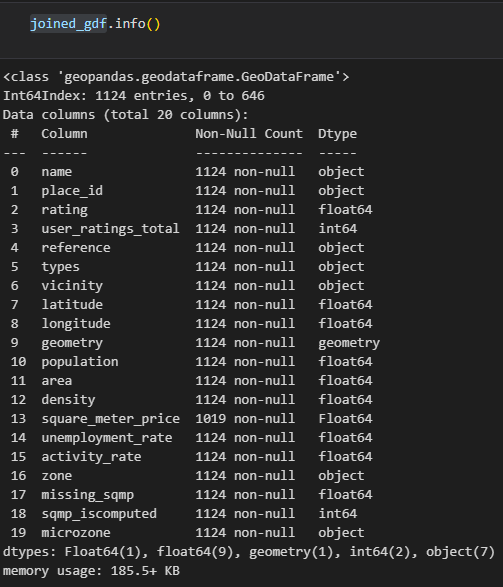 joined_gdf.info()
<class 'geopandas.geodataframe.GeoDataFrame'>
Int64Index: 1124 entries, 0 to 646
Data columns (total 20 columns):
 #   Column              Non-Null Count  Dtype
---  ------              --------------  -----
 0   name                1124 non-null   object
 1   place_id            1124 non-null   object
 2   rating              1124 non-null   float64
 3   user_ratings_total  1124 non-null   int64
 4   reference           1124 non-null   object
 5   types               1124 non-null   object
 6   vicinity            1124 non-null   object
 7   latitude            1124 non-null   float64
 8   longitude           1124 non-null   float64
 9   geometry            1124 non-null   geometry
 10  population          1124 non-null   float64
 11  area                1124 non-null   float64
 12  density             1124 non-null   float64
 13  square_meter_price  1019 non-null   Float64
 14  unemployment_rate   1124 non-null   float64
 15  activity_rate       1124 non-null   float64
 16  zone                1124 non-null   object
 17  missing_sqmp        1124 non-null   float64
 18  sqmp_iscomputed     1124 non-null   int64
 19  microzone           1124 non-null   object
dtypes: Float64(1), float64(9), geometry(1), int64(2), object(7)
memory usage: 185.5+ KB